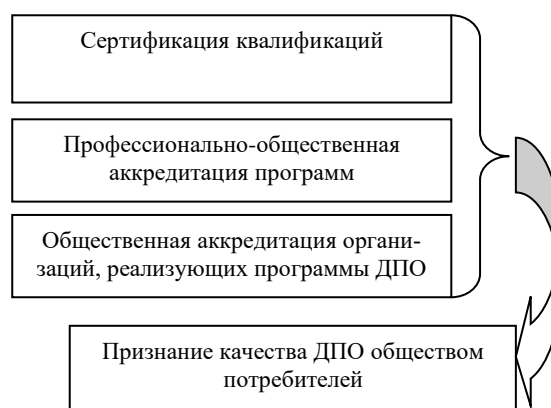 Сертификация квалификаций
Профессионально-общественная
аккредитация программ
Общественная аккредитация органи-
заций, реализующих программы ДПО
Признание качества ДПО обществом
потребителей